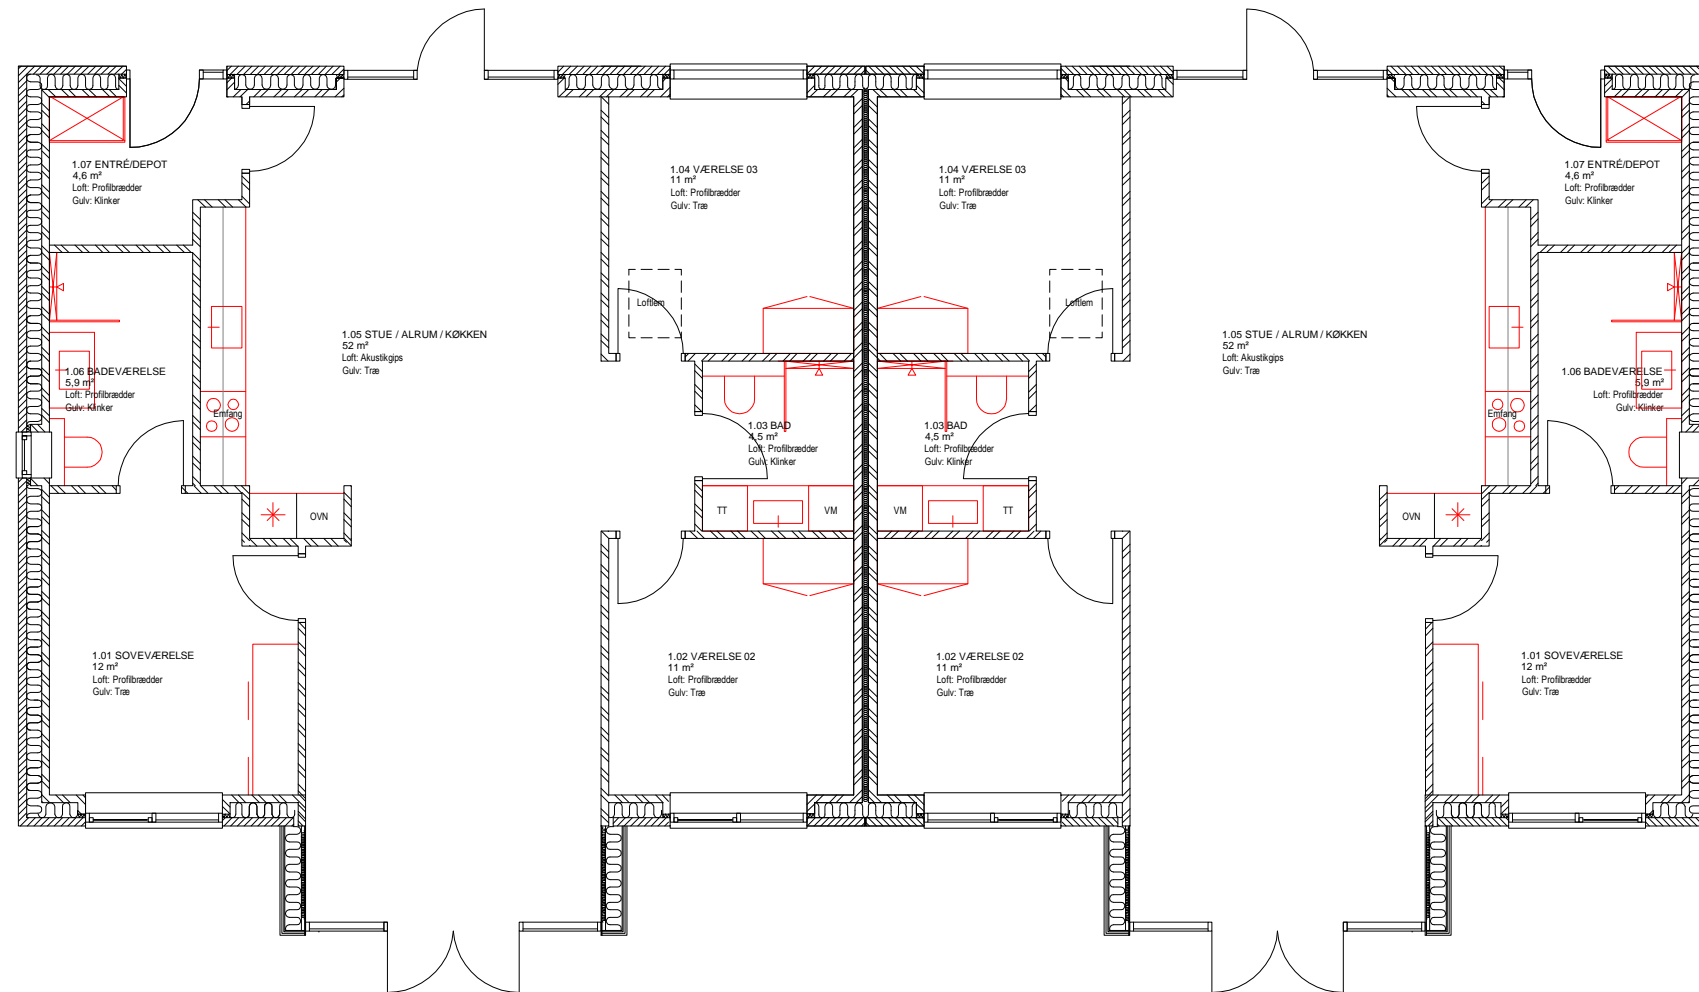 1.07 ENTRÉ/DEPOT
4,6 m²
Loft: Profilbrædder
Gulv: Klinker
1.04 VÆRELSE 03
11 m²
Loft: Profilbrædder
Gulv: Træ
1.04 VÆRELSE 03
11 m²
Loft: Profilbrædder
Gulv: Træ
1.07 ENTRÉ/DEPOT
4,6 m²
Loft: Profilbrædder
Gulv: Klinker
Loftlem
Loftlem
1.05 STUE / ALRUM / KØKKEN
52 m²
Loft: Akustikgips
Gulv: Træ
1.05 STUE / ALRUM / KØKKEN
52 m²
Loft: Akustikgips
Gulv: Træ
1.06 BADEVÆRELSE
5,9 m²
Loft: Profilbrædder
Gulv: Klinker
Emfang
1.03 BAD
4,5 m²
Loft: Profilbrædder
Gulv: Klinker
1.03 BAD
4,5 m²
Loft: Profilbrædder
Gulv: Klinker
Emfang
1.06 BADEVÆRELSE
5,9 m²
Loft: Profilbrædder
Gulv: Klinker
OVN
TT
VM
VM
TT
OVN
1.01 SOVEVÆRELSE
12 m²
Loft: Profilbrædder
Gulv: Træ
1.02 VÆRELSE 02
11 m²
Loft: Profilbrædder
Gulv: Træ
1.02 VÆRELSE 02
11 m²
Loft: Profilbrædder
Gulv: Træ
1.01 SOVEVÆRELSE
12 m²
Loft: Profilbrædder
Gulv: Træ